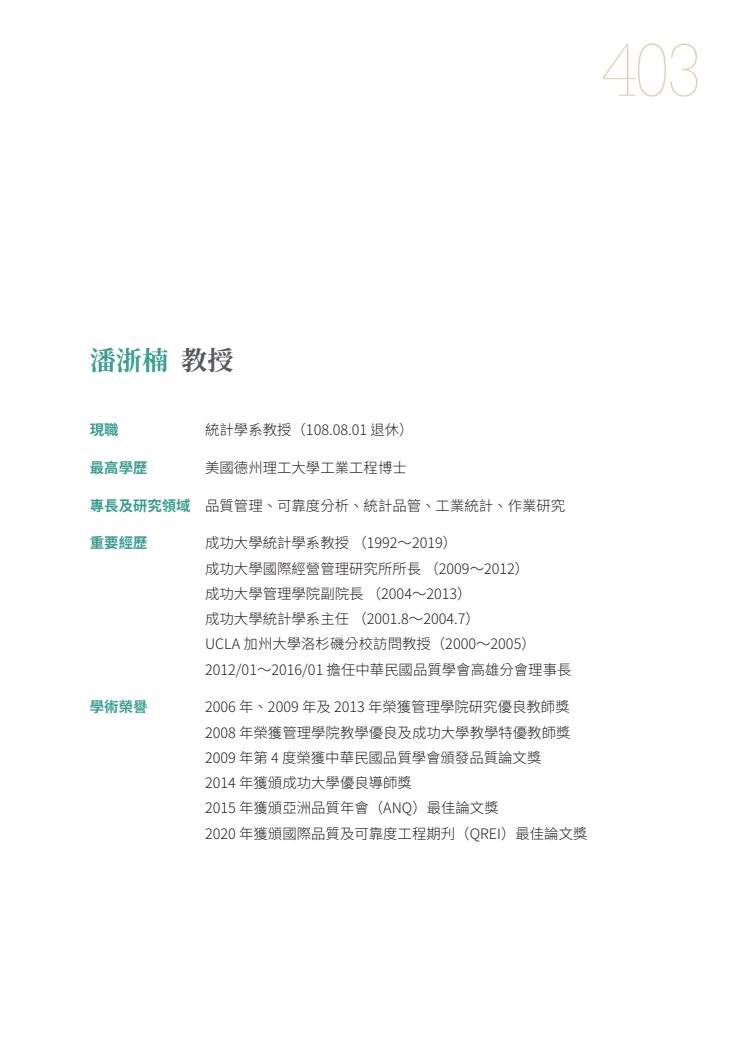 403
潘浙楠 教授
現職 統計學系教授（108.08.01 退休）
最高學歷 美國德州理工大學工業工程博士
專長及研究領域 品質管理、可靠度分析、統計品管、工業統計、作業研究
重要經歷 成功大學統計學系教授 （1992～2019）
成功大學國際經營管理研究所所長 （2009～2012）
成功大學管理學院副院長 （2004～2013）
成功大學統計學系主任 （2001.8～2004.7）
UCLA 加州大學洛杉磯分校訪問教授（2000～2005）
2012/01～2016/01 擔任中華民國品質學會高雄分會理事長
學術榮譽 2006 年、2009 年及 2013 年榮獲管理學院研究優良教師獎
2008 年榮獲管理學院教學優良及成功大學教學特優教師獎
2009 年第 4 度榮獲中華民國品質學會頒發品質論文獎
2014 年獲頒成功大學優良導師獎
2015 年獲頒亞洲品質年會（ANQ）最佳論文獎
2020 年獲頒國際品質及可靠度工程期刋（QREI）最佳論文獎